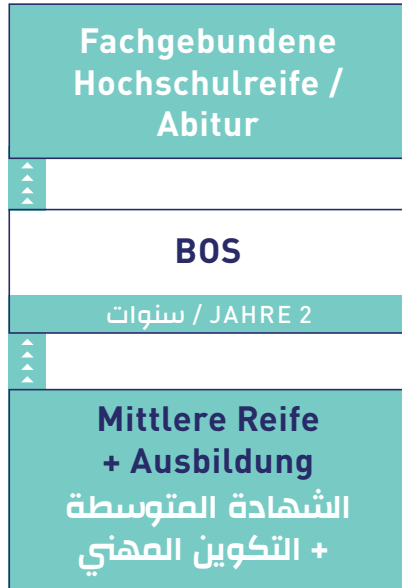 Fachgebundene
Hochschulreife /
Abitur
BOS
سنوات / JAHRE 2
Mittlere Reife
+ Ausbildung
الشهادة المتوسطة
+ التكوين المهني